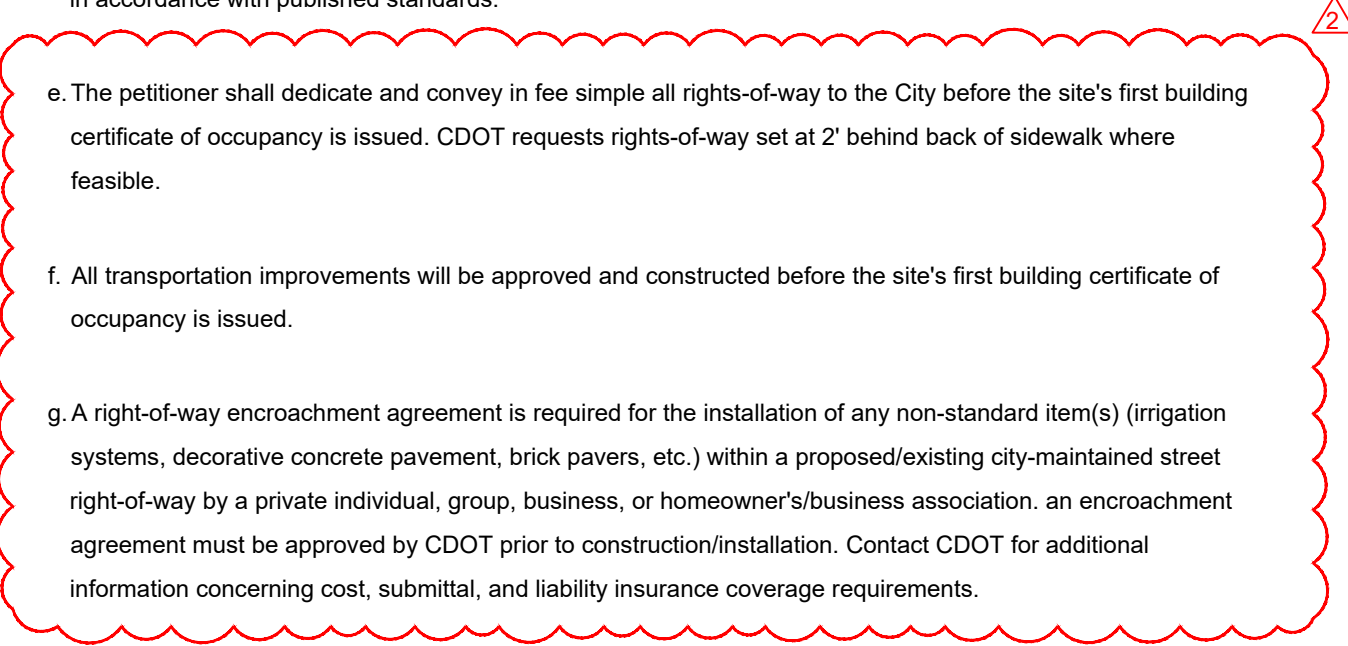 in accordance with published standards.
2
e. The petitioner shall dedicate and convey in fee simple all rights-of-way to the City before the site's first building
certificate of occupancy is issued. CDOT requests rights-of-way set at 2' behind back of sidewalk where
feasible.
f. All transportation improvements will be approved and constructed before the site's first building certificate of
occupancy is issued.
g. A right-of-way encroachment agreement is required for the installation of any non-standard item(s) (irrigation
systems, decorative concrete pavement, brick pavers, etc.) within a proposed/existing city-maintained street
right-of-way by a private individual, group, business, or homeowner's/business association. an encroachment
agreement must be approved by CDOT prior to construction/installation. Contact CDOT for additional
information concerning cost, submittal, and liability insurance coverage requirements.